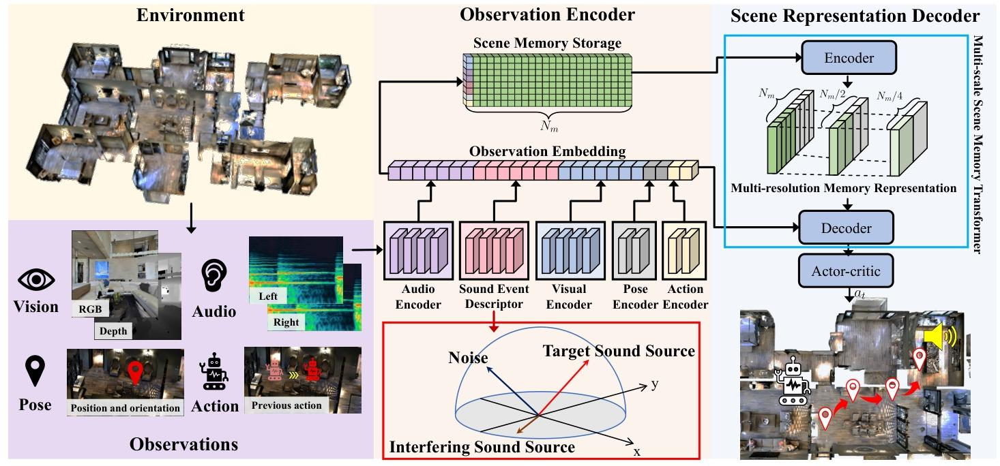 Environment
Vision
RGB
Depth
Audio
Left
Right
Pose
Position and orientation
Action
Previous action
Observations
Observation Encoder
Scene Memory Storage
N_m
Observation Embedding
Audio
Encoder
Sound Event
Descriptor
Visual
Encoder
Pose
Encoder
Action
Encoder
Noise
Target Sound Source
y
x
Interfering Sound Source
Scene Representation Decoder
Encoder
N_m
N_m/2
N_m/4
Multi-resolution Memory Representation
Decoder
Multi-scale Scene Memory Transformer
Actor-critic
a_t